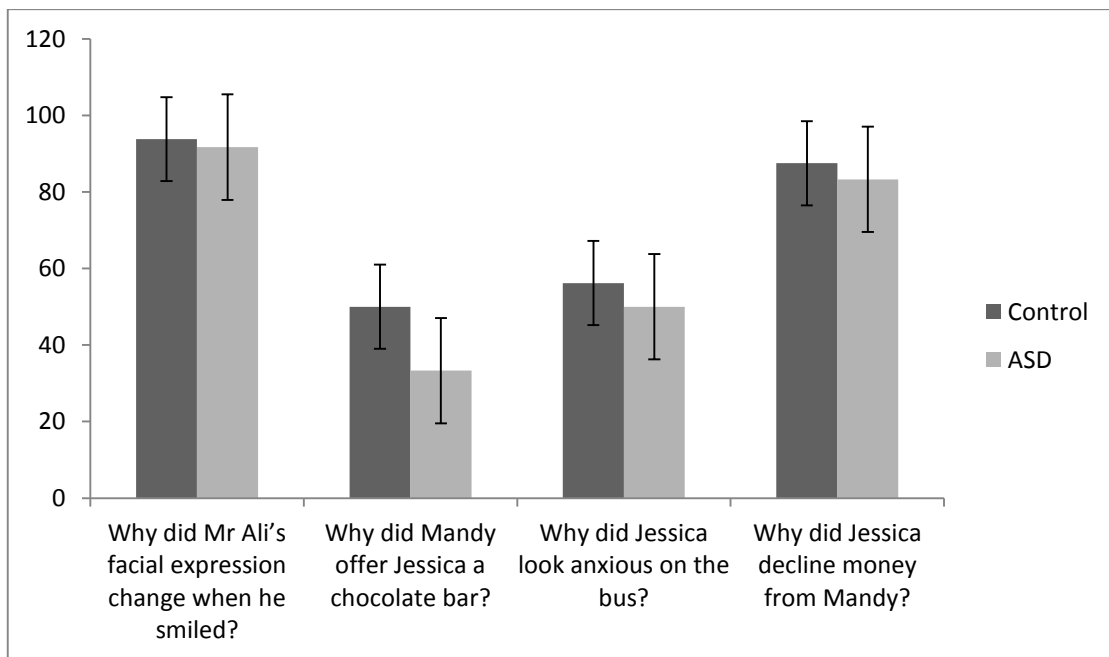 120
100
80
60
40
20
0
Control
ASD
Why did Mr Ali’s
facial expression
change when he
smiled?
Why did Mandy
offer Jessica a
chocolate bar?
Why did Jessica
look anxious on the
bus?
Why did Jessica
decline money
from Mandy?